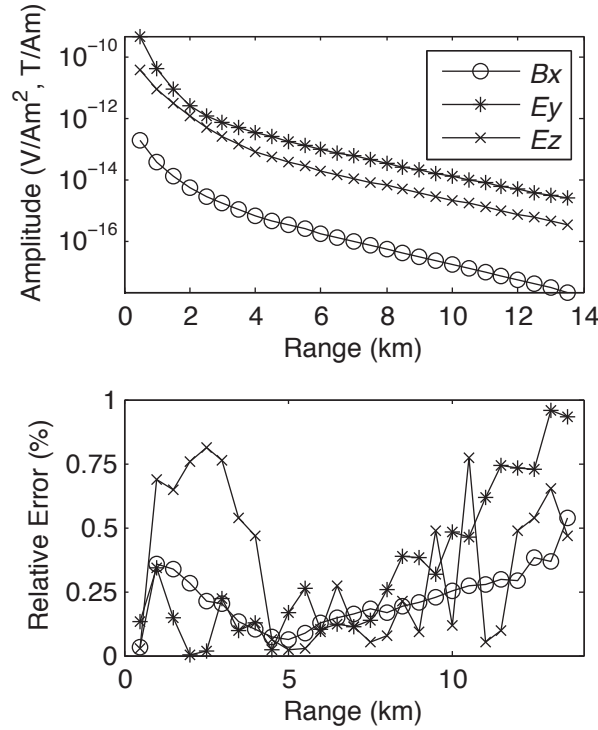 Amplitude (V/Am², T/Am)
10⁻¹⁰
10⁻¹²
10⁻¹⁴
10⁻¹⁶
Bx
Ey
Ez
0 2 4 6 8 10 12 14
Range (km)
Relative Error (%)
1
0.75
0.5
0.25
0
0 5 10
Range (km)